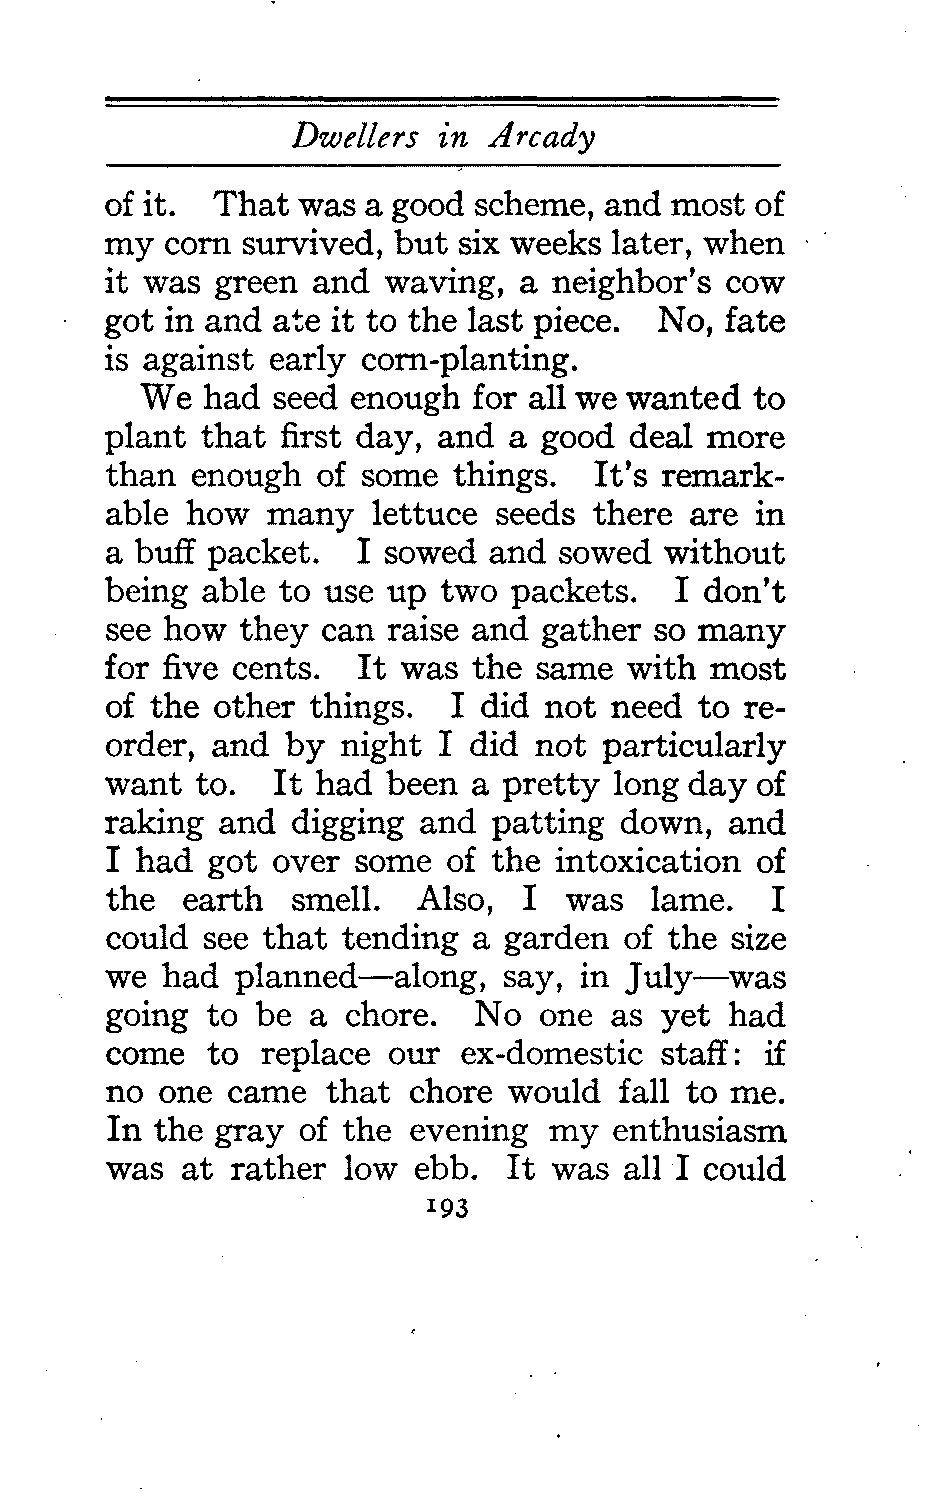 Dwellers in Arcady
of it. That was a good scheme, and most of
my corn survived, but six weeks later, when
it was green and waving, a neighbor's cow
got in and ate it to the last piece. No, fate
is against early corn-planting.
We had seed enough for all we wanted to
plant that first day, and a good deal more
than enough of some things. It's remark-
able how many lettuce seeds there are in
a buff packet. I sowed and sowed without
being able to use up two packets. I don't
see how they can raise and gather so many
for five cents. It was the same with most
of the other things. I did not need to re-
order, and by night I did not particularly
want to. It had been a pretty long day of
raking and digging and patting down, and
I had got over some of the intoxication of
the earth smell. Also, I was lame. I
could see that tending a garden of the size
we had planned—along, say, in July—was
going to be a chore. No one as yet had
come to replace our ex-domestic staff: if
no one came that chore would fall to me.
In the gray of the evening my enthusiasm
was at rather low ebb. It was all I could
193